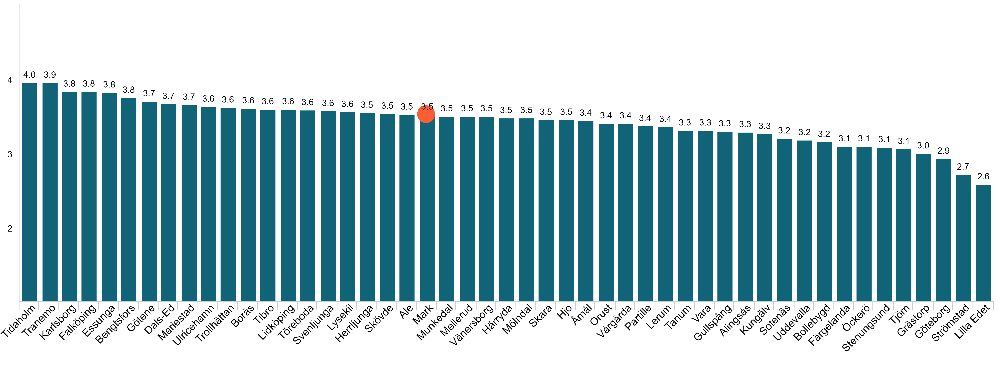 4.0 3.9 3.8 3.8 3.8 3.8 3.7 3.7 3.7 3.6 3.6 3.6 3.6 3.6 3.6 3.6 3.6 3.5 3.5 3.5 3.5 3.5 3.5 3.5 3.5 3.5 3.5 3.5 3.4 3.4 3.4 3.4 3.4 3.3 3.3 3.3 3.3 3.3 3.2 3.2 3.2 3.1 3.1 3.1 3.1 3.0 2.9 2.7 2.6
4
3
2
Tidaholm
Tranemo
Karlsborg
Falköping
Essunga
Bengtsfors
Götene
Dals-Ed
Mariestad
Ulricehamn
Trollhättan
Borås
Tibro
Lidköping
Töreboda
Svenljunga
Lysekil
Herrljunga
Skövde
Ale
Mark
Munkedal
Mellerud
Vänersborg
Härryda
Mölndal
Skara
Hjo
Åmål
Orust
Vårgårda
Partille
Lerum
Tanum
Vara
Gullspång
Alingsås
Kungälv
Sotenäs
Uddevalla
Bollebygd
Färgelanda
Öckerö
Stenungsund
Tjörn
Grästorp
Göteborg
Strömstad
Lilla Edet